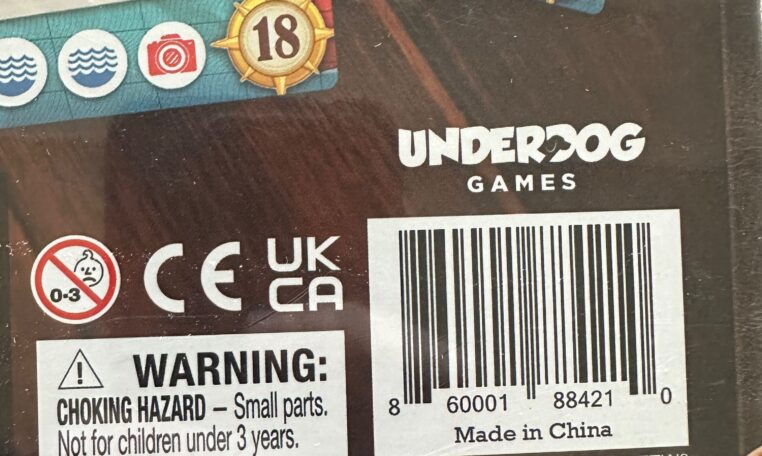 18
UNDERDOG
GAMES
0-3
CE
UK
CA
WARNING:
CHOKING HAZARD – Small parts.
Not for children under 3 years.
8 60001 88421 0
Made in China